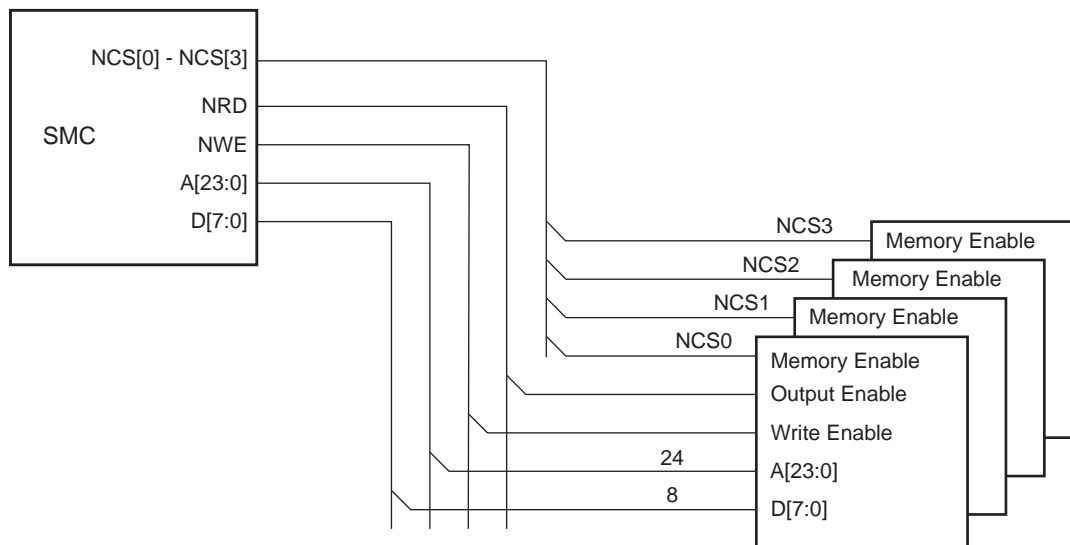 NCS[0] - NCS[3]
NRD
SMC
NWE
A[23:0]
D[7:0]
NCS3
Memory Enable
NCS2
Memory Enable
NCS1
Memory Enable
NCS0
Memory Enable
Output Enable
Write Enable
24
A[23:0]
8
D[7:0]